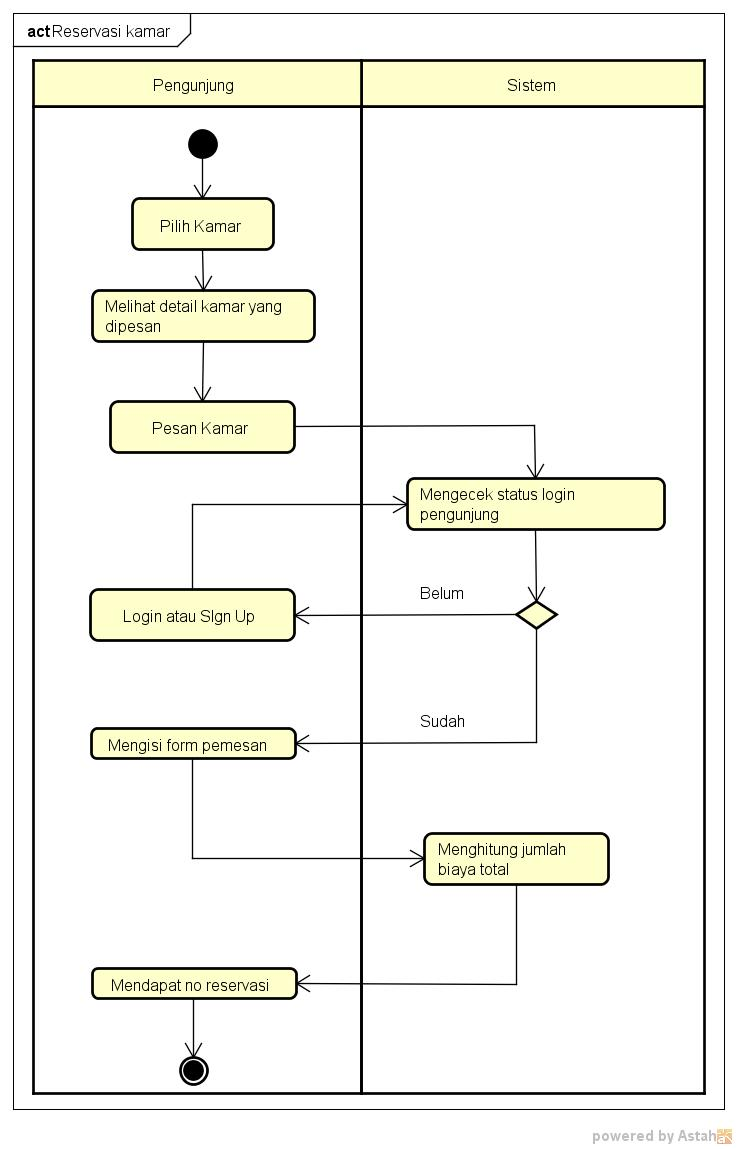 act Reservasi kamar
Pengunjung
Sistem
Pilih Kamar
Melihat detail kamar yang
dipesan
Pesan Kamar
Mengecek status login
pengunjung
Belum
Login atau SIgn Up
Sudah
Mengisi form pemesan
Menghitung jumlah
biaya total
Mendapat no reservasi
powered by Astah